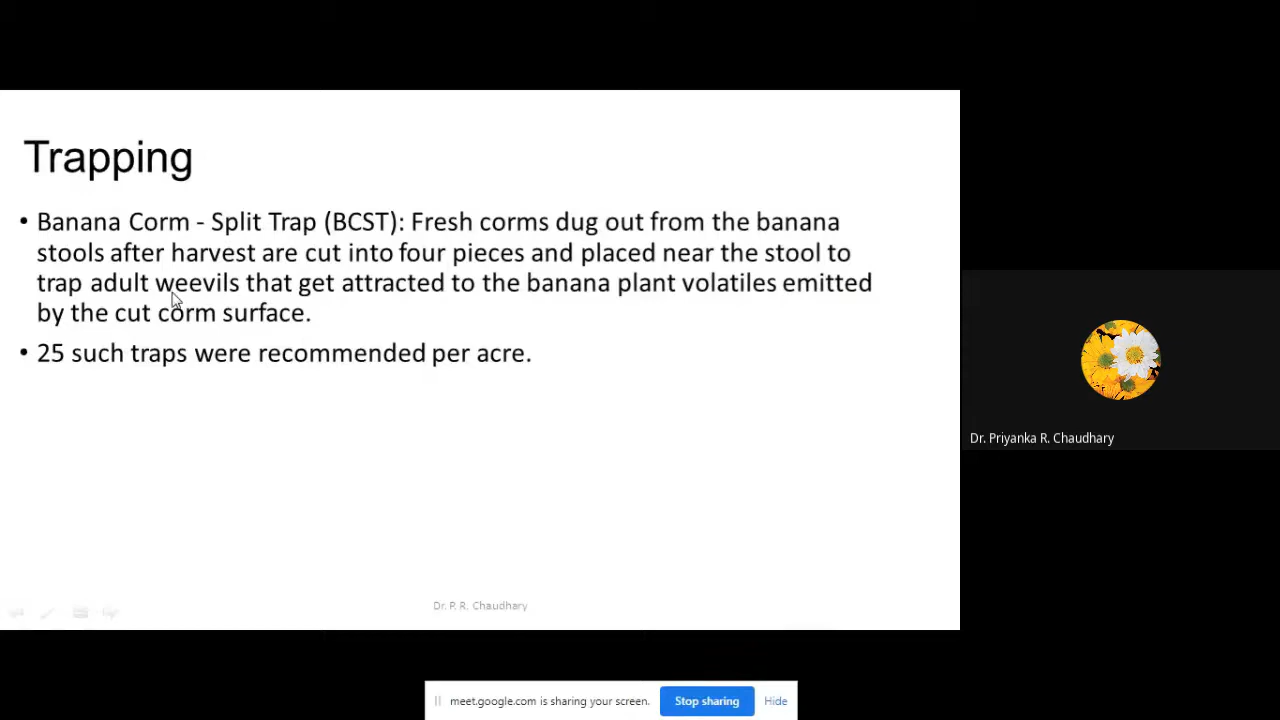 Trapping
• Banana Corm - Split Trap (BCST): Fresh corms dug out from the banana
stools after harvest are cut into four pieces and placed near the stool to
trap adult weevils that get attracted to the banana plant volatiles emitted
by the cut corm surface.
• 25 such traps were recommended per acre.
Dr. P. R. Chaudhary
Dr. Priyanka R. Chaudhary
meet.google.com is sharing your screen.
Stop sharing
Hide